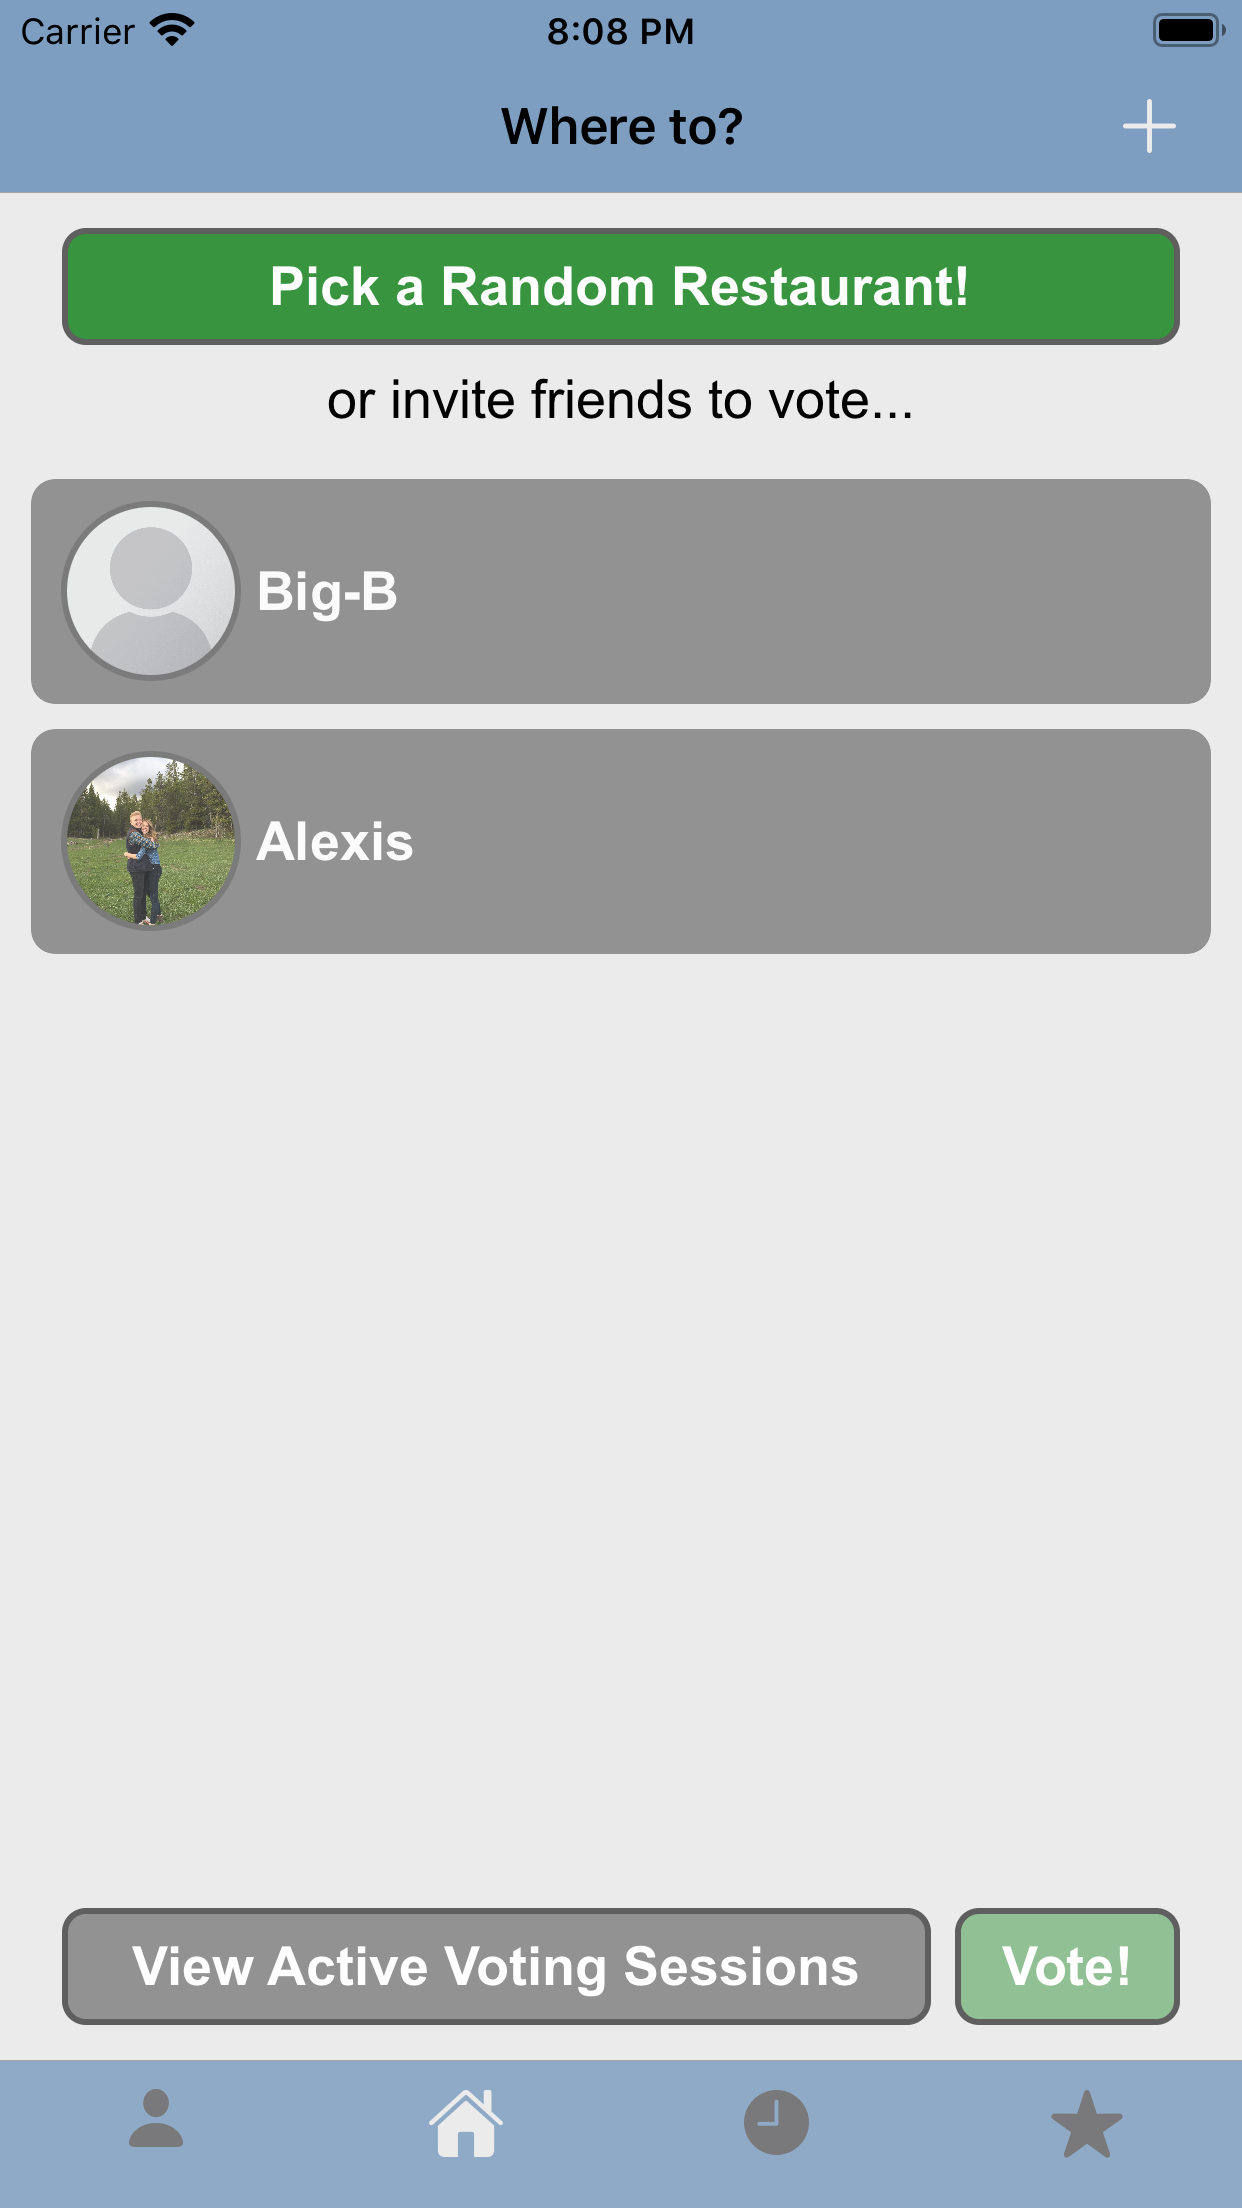 Carrier 8:08 PM
Where to?
Pick a Random Restaurant!
or invite friends to vote...
Big-B
Alexis
View Active Voting Sessions Vote!